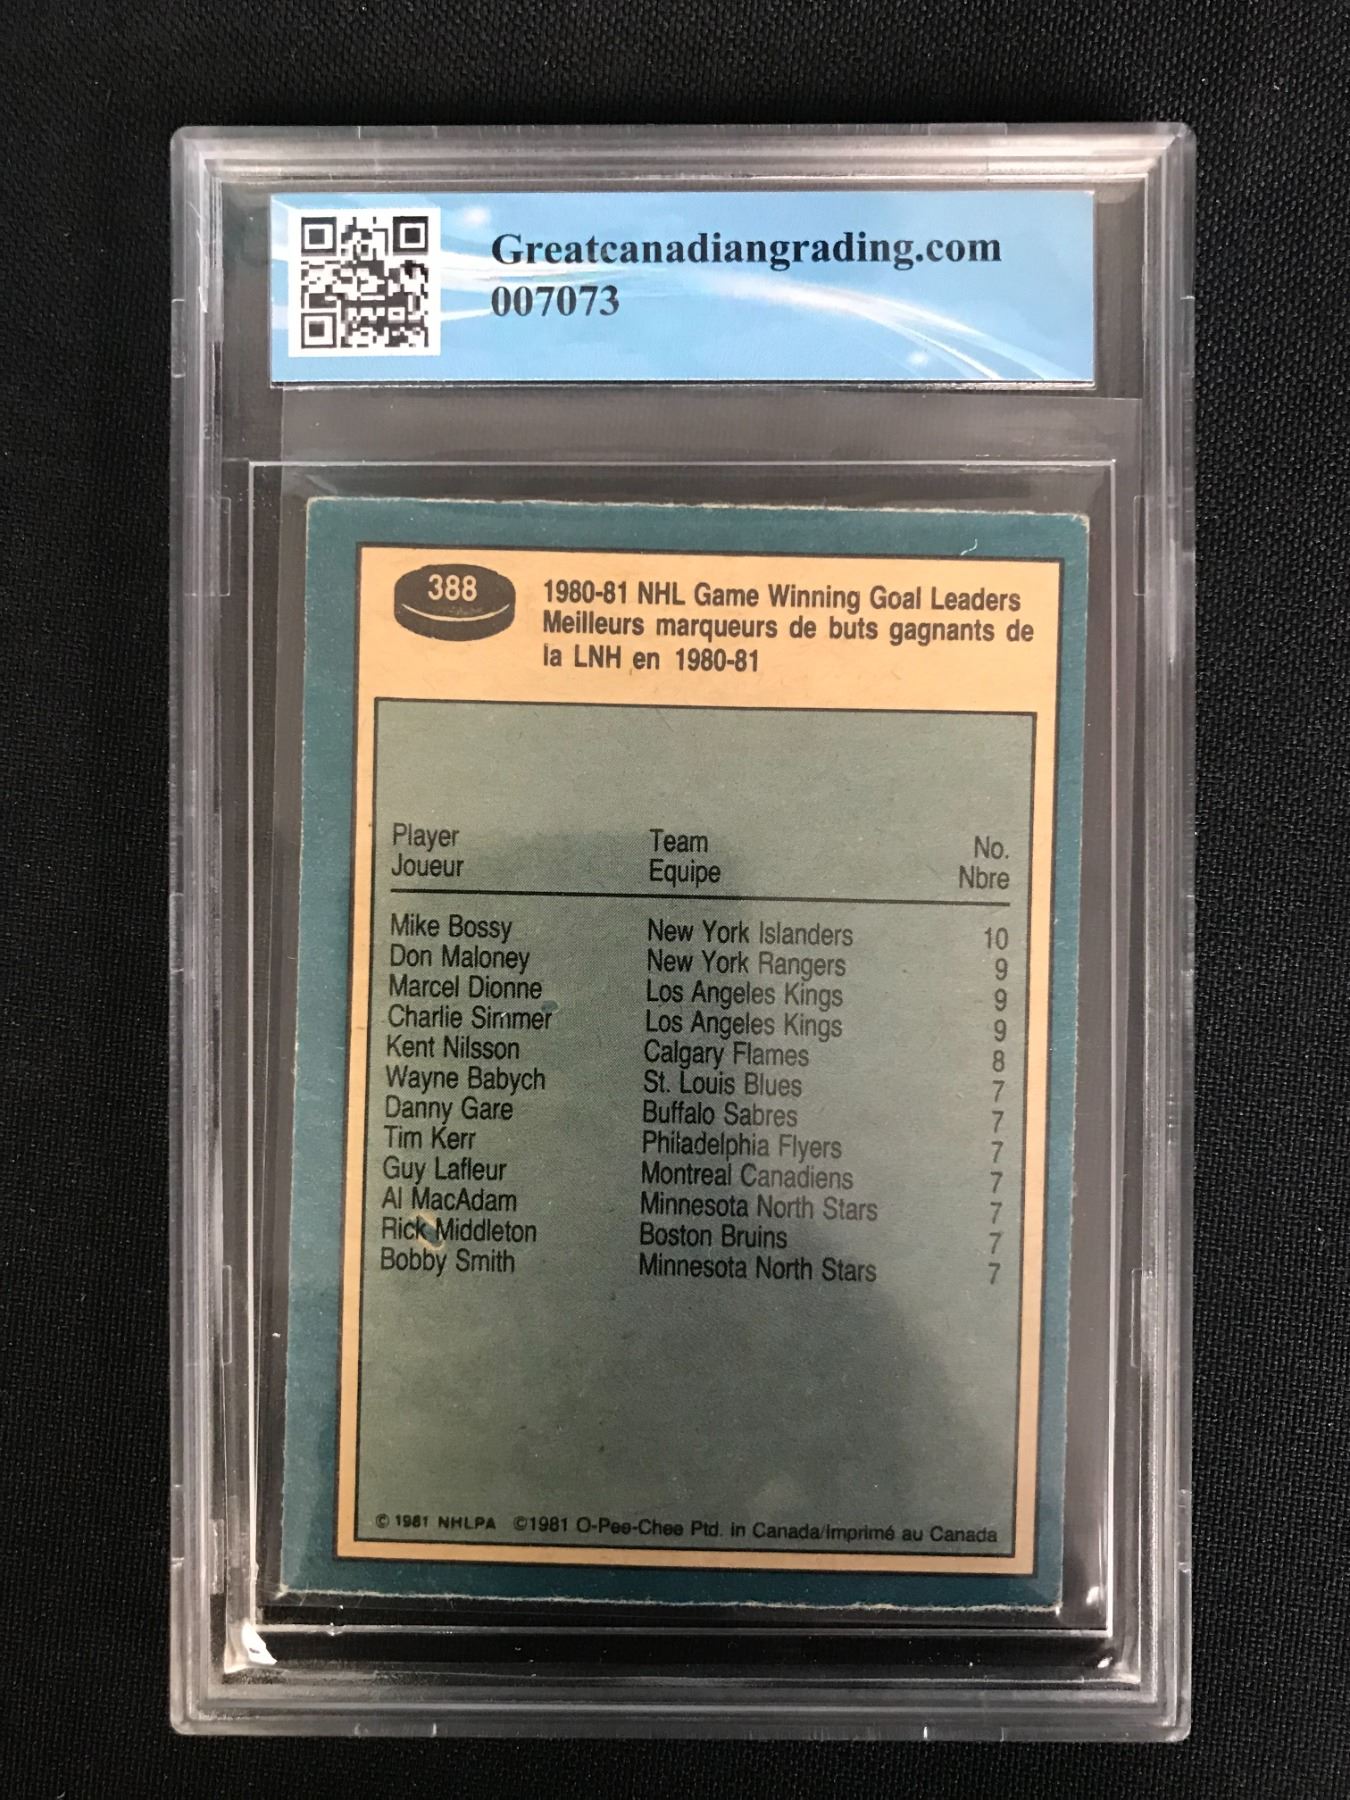 Greatcanadiangrading.com
007073
388
1980-81 NHL Game Winning Goal Leaders
Meilleurs marqueurs de buts gagnants de
la LNH en 1980-81
Player Team No.
Joueur Equipe Nbre
Mike Bossy New York Islanders 10
Don Maloney New York Rangers 9
Marcel Dionne Los Angeles Kings 9
Charlie Simmer Los Angeles Kings 9
Kent Nilsson Calgary Flames 8
Wayne Babych St. Louis Blues 7
Danny Gare Buffalo Sabres 7
Tim Kerr Philadelphia Flyers 7
Guy Lafleur Montreal Canadiens 7
Al MacAdam Minnesota North Stars 7
Rick Middleton Boston Bruins 7
Bobby Smith Minnesota North Stars 7
© 1981 NHLPA ©1981 O-Pee-Chee Ptd. in Canada/Imprimé au Canada